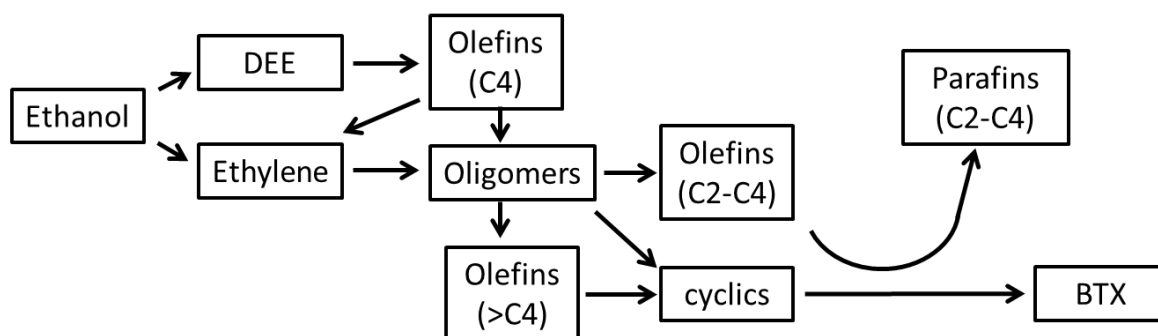 DEE
Olefins
(C4)
Parafins
(C2-C4)
Ethanol
Ethylene
Oligomers
Olefins
(C2-C4)
Olefins
(>C4)
cyclics
BTX